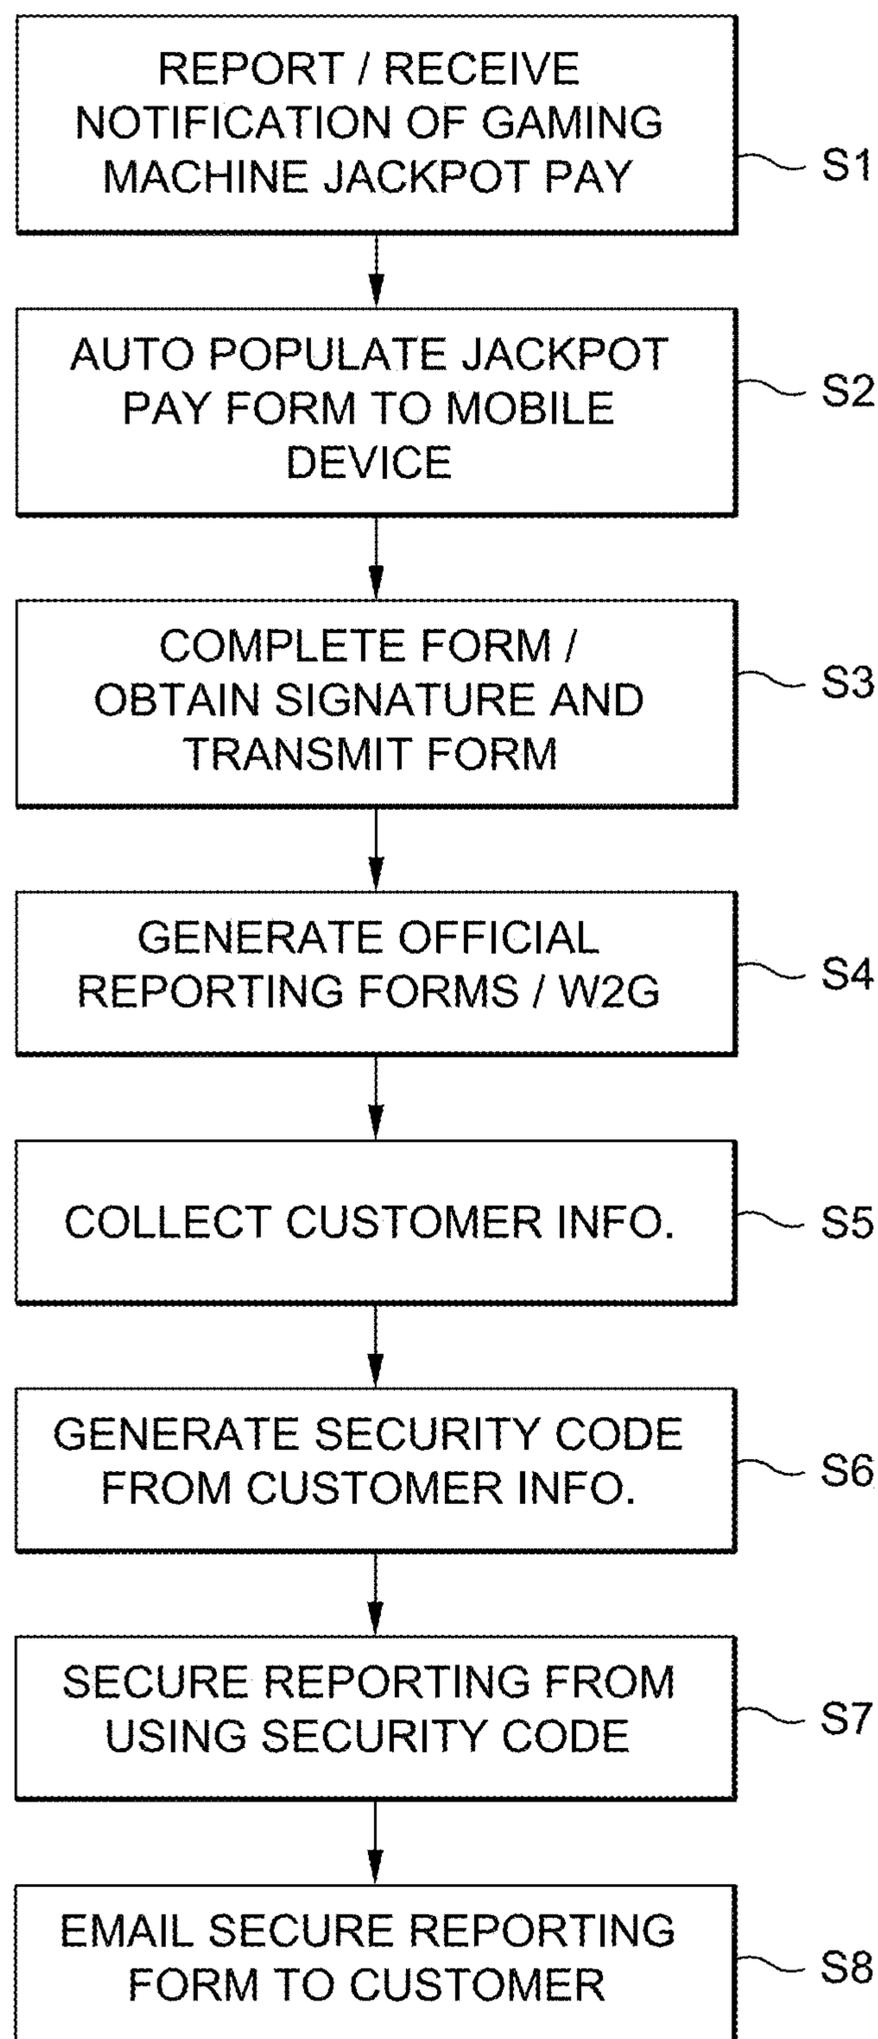 REPORT / RECEIVE
NOTIFICATION OF GAMING
MACHINE JACKPOT PAY
S1
AUTO POPULATE JACKPOT
PAY FORM TO MOBILE
DEVICE
S2
COMPLETE FORM /
OBTAIN SIGNATURE AND
TRANSMIT FORM
S3
GENERATE OFFICIAL
REPORTING FORMS / W2G
S4
COLLECT CUSTOMER INFO.
S5
GENERATE SECURITY CODE
FROM CUSTOMER INFO.
S6
SECURE REPORTING FROM
USING SECURITY CODE
S7
EMAIL SECURE REPORTING
FORM TO CUSTOMER
S8